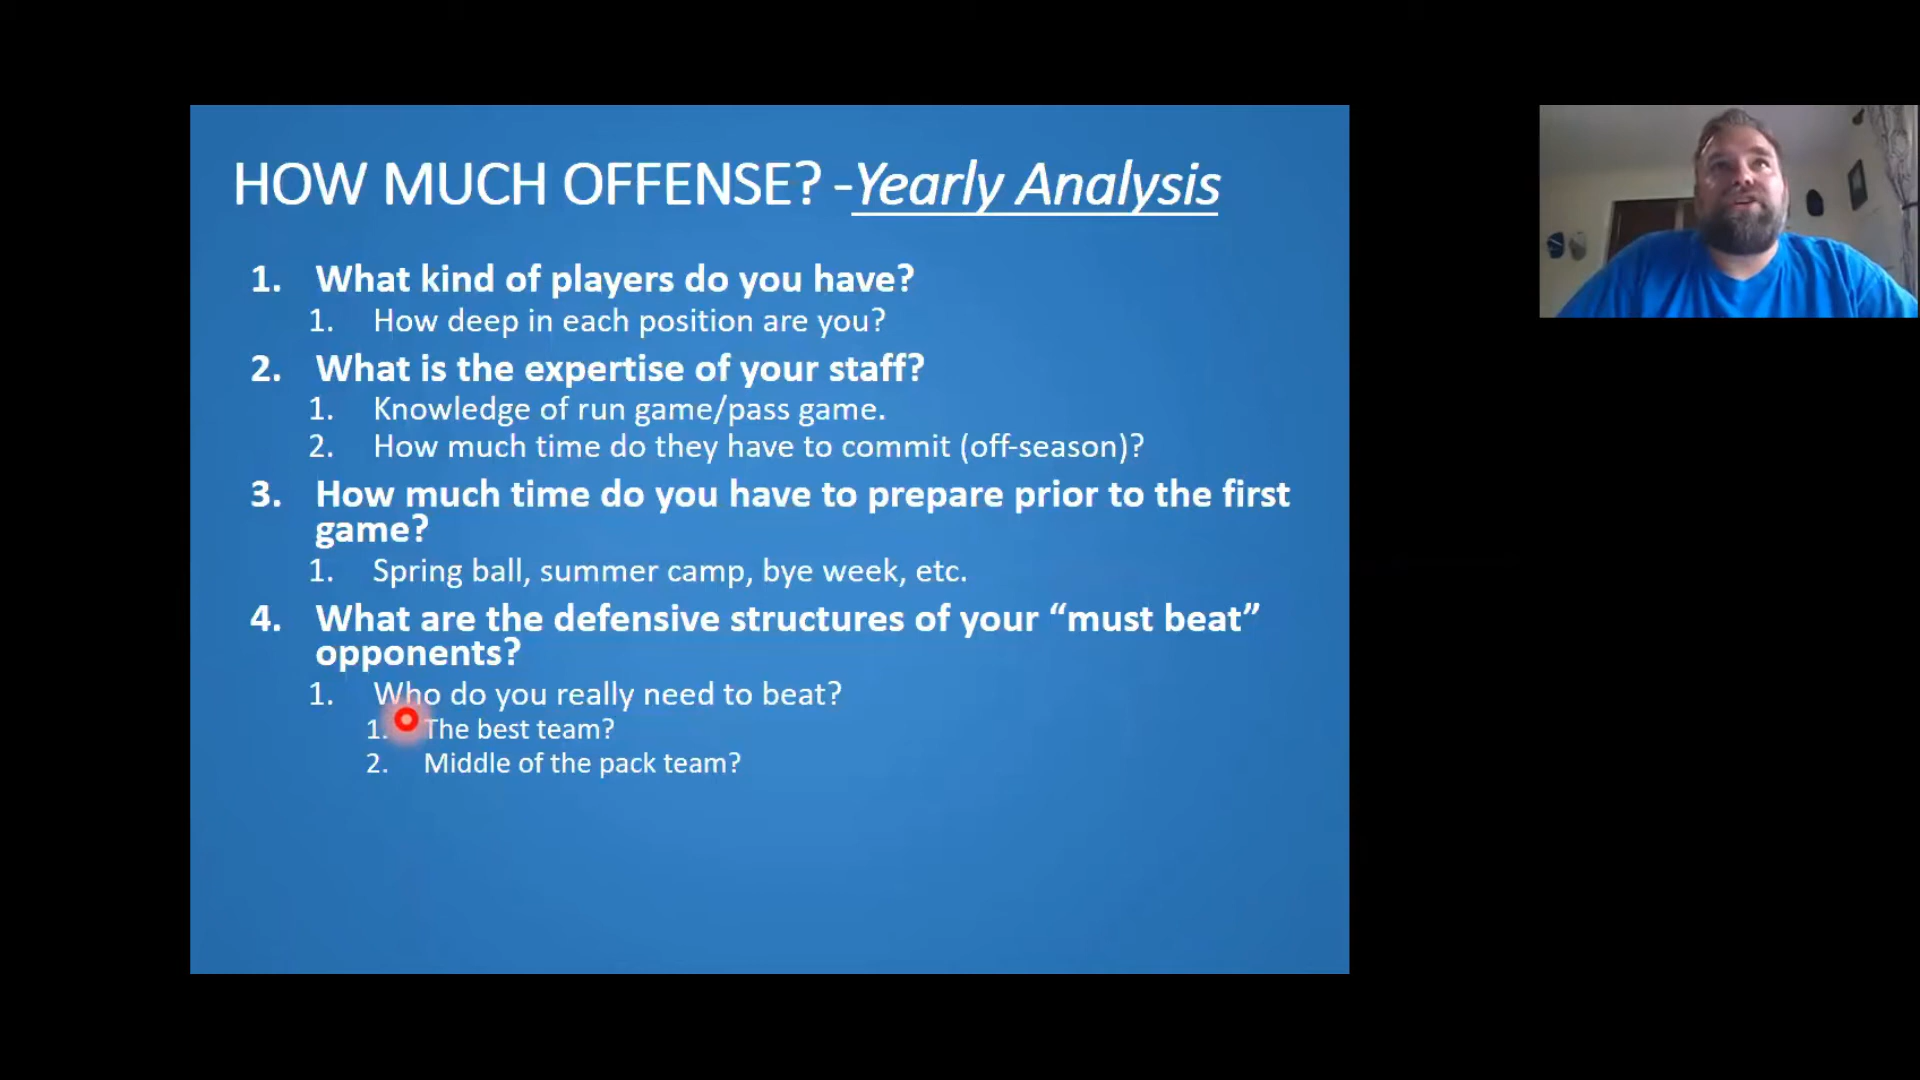 HOW MUCH OFFENSE? -Yearly Analysis
1. What kind of players do you have?
1. How deep in each position are you?
2. What is the expertise of your staff?
1. Knowledge of run game/pass game.
2. How much time do they have to commit (off-season)?
3. How much time do you have to prepare prior to the first
game?
1. Spring ball, summer camp, bye week, etc.
4. What are the defensive structures of your “must beat”
opponents?
1. Who do you really need to beat?
1. The best team?
2. Middle of the pack team?